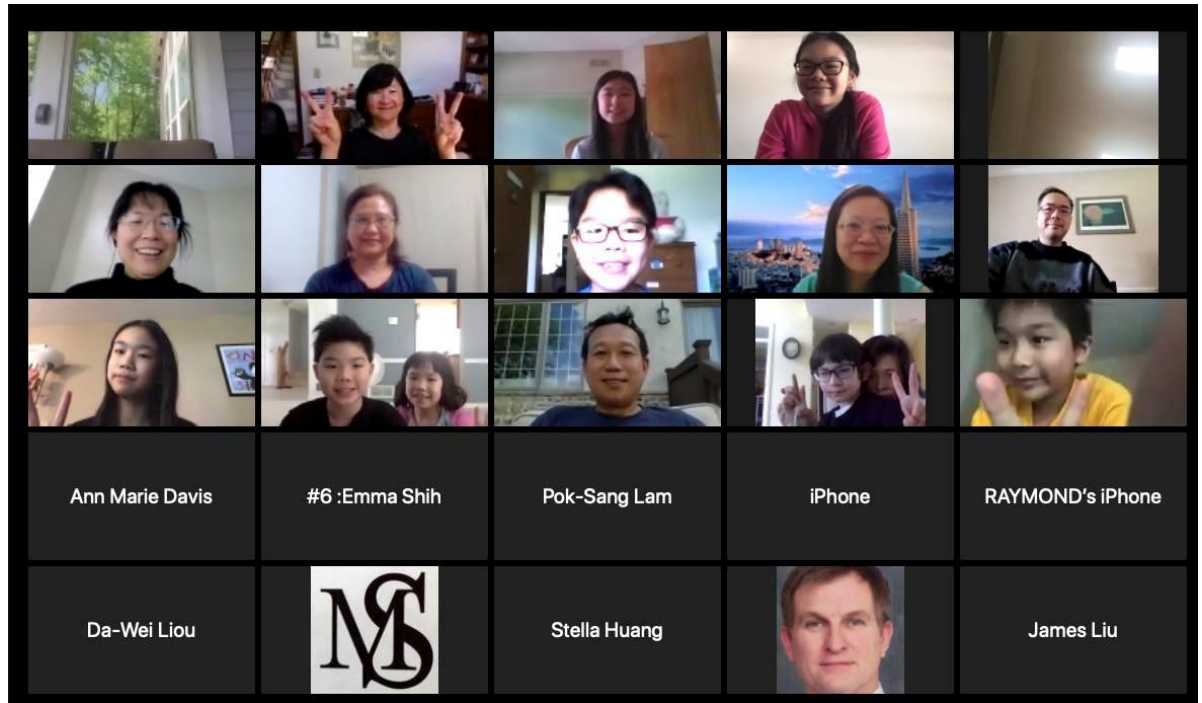 Ann Marie Davis
#6 :Emma Shih
Pok-Sang Lam
iPhone
RAYMOND's iPhone
Da-Wei Liou
MS
Stella Huang
James Liu